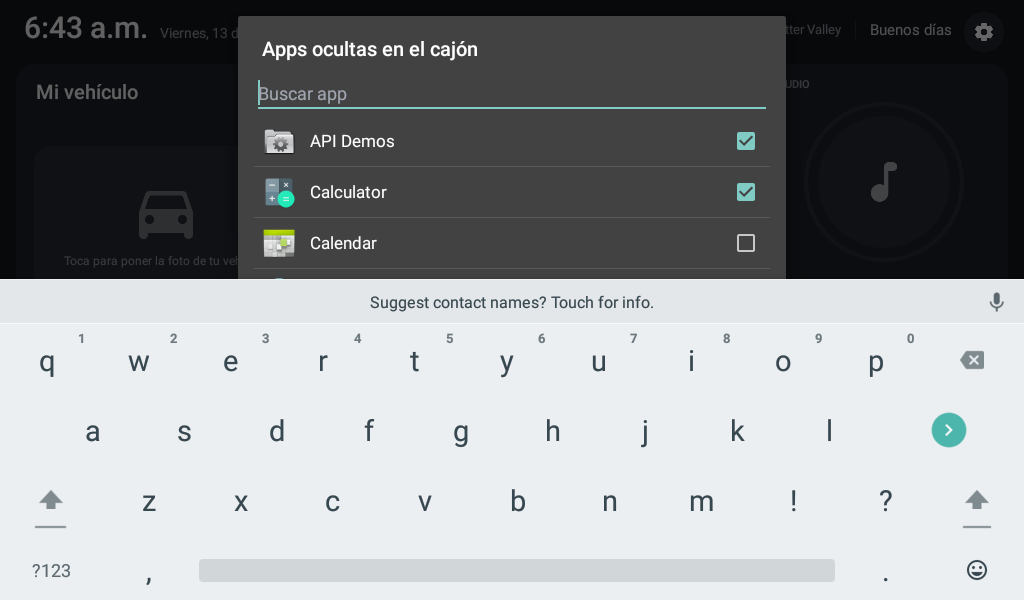 6:43 a.m.
Viernes, 13 d
tter Valley
Buenos días
Apps ocultas en el cajón
Mi vehículo
UDIO
Buscar app
API Demos
Calculator
Calendar
Toca para poner la foto de tu veh
Suggest contact names? Touch for info.
1 2 3 4 5 6 7 8 9 0
q w e r t y u i o p
a s d f g h j k l
z x c v b n m ! ?
?123 , .